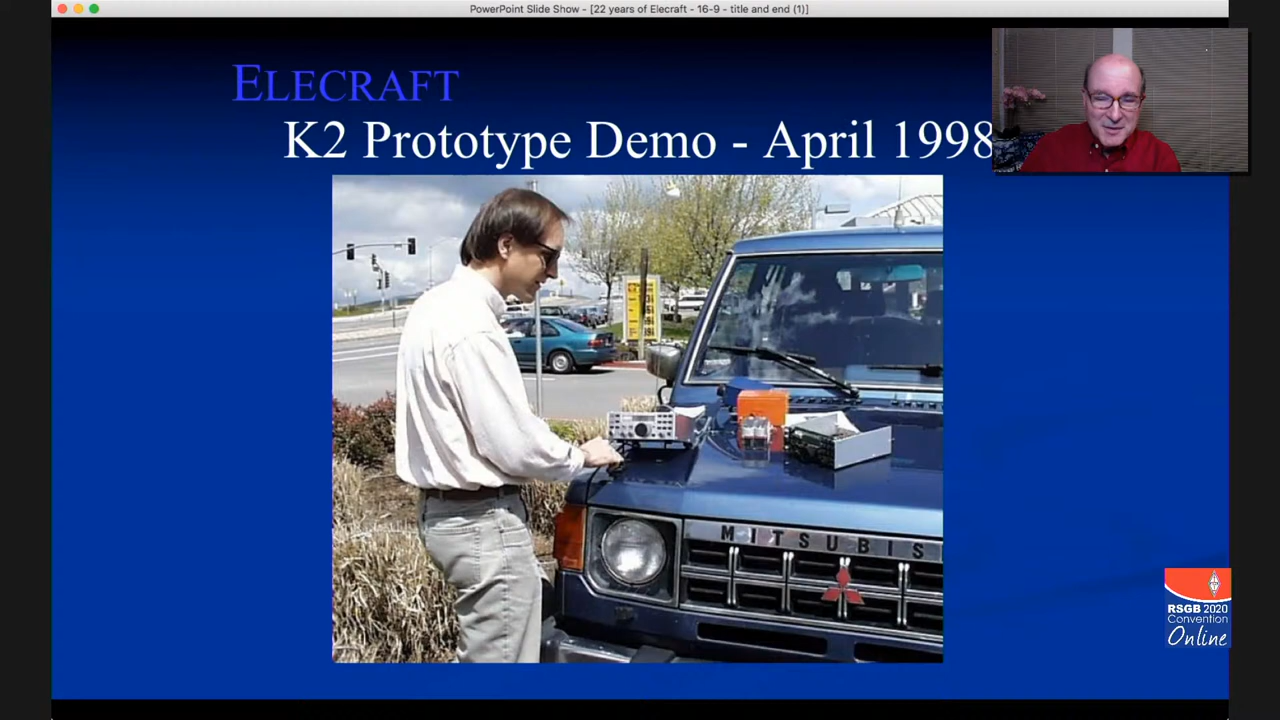 PowerPoint Slide Show - [22 years of Elecraft - 16-9 - title and end (1)]
ELECRAFT
K2 Prototype Demo - April 1998
MITSUBIS
RSGB 2020
Convention
Online